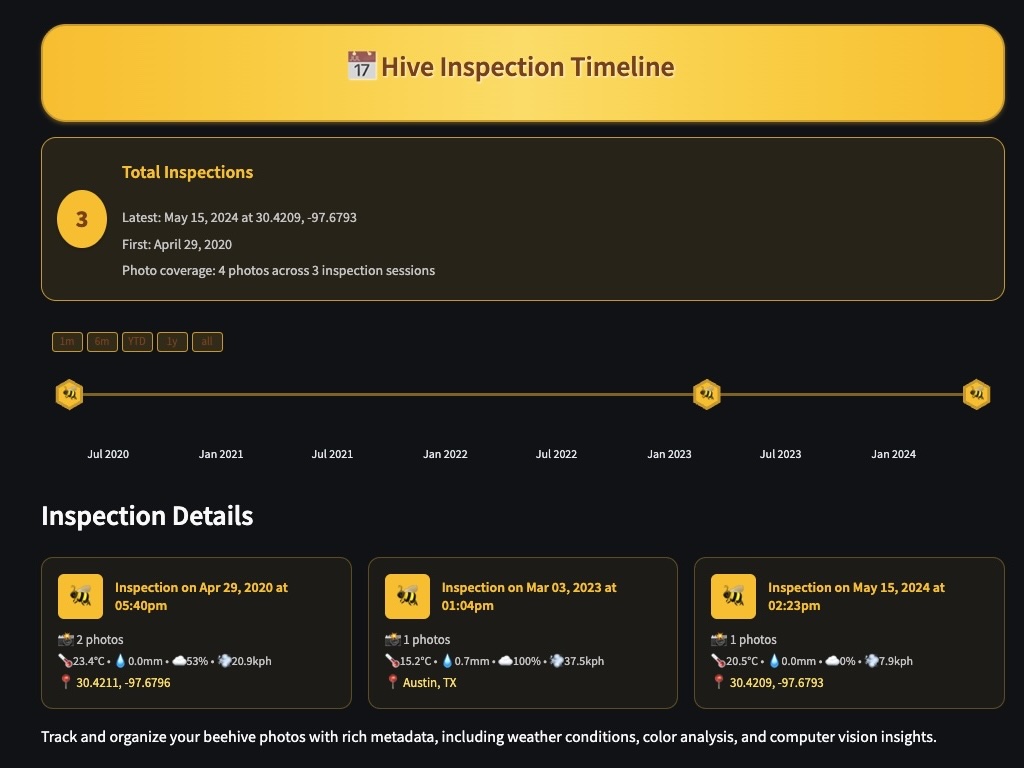 17 Hive Inspection Timeline
Total Inspections
3
Latest: May 15, 2024 at 30.4209, -97.6793
First: April 29, 2020
Photo coverage: 4 photos across 3 inspection sessions
1m 6m YTD 1y all
Jul 2020 Jan 2021 Jul 2021 Jan 2022 Jul 2022 Jan 2023 Jul 2023 Jan 2024
Inspection Details
Inspection on Apr 29, 2020 at
05:40pm
2 photos
23.4°C • 0.0mm • 53% • 20.9kph
30.4211, -97.6796
Inspection on Mar 03, 2023 at
01:04pm
1 photos
15.2°C • 0.7mm • 100% • 37.5kph
Austin, TX
Inspection on May 15, 2024 at
02:23pm
1 photos
20.5°C • 0.0mm • 0% • 7.9kph
30.4209, -97.6793
Track and organize your beehive photos with rich metadata, including weather conditions, color analysis, and computer vision insights.